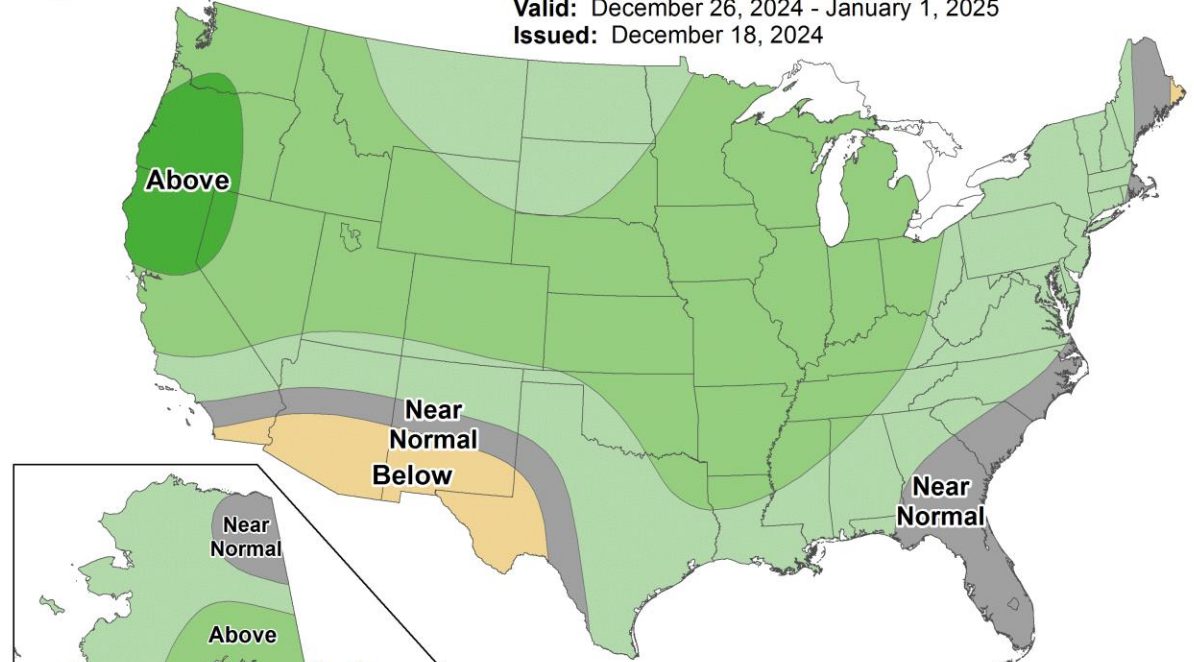 Valid: December 26, 2024 - January 1, 2025
Issued: December 18, 2024
Above
Near
Normal
Below
Near
Normal
Near
Normal
Above